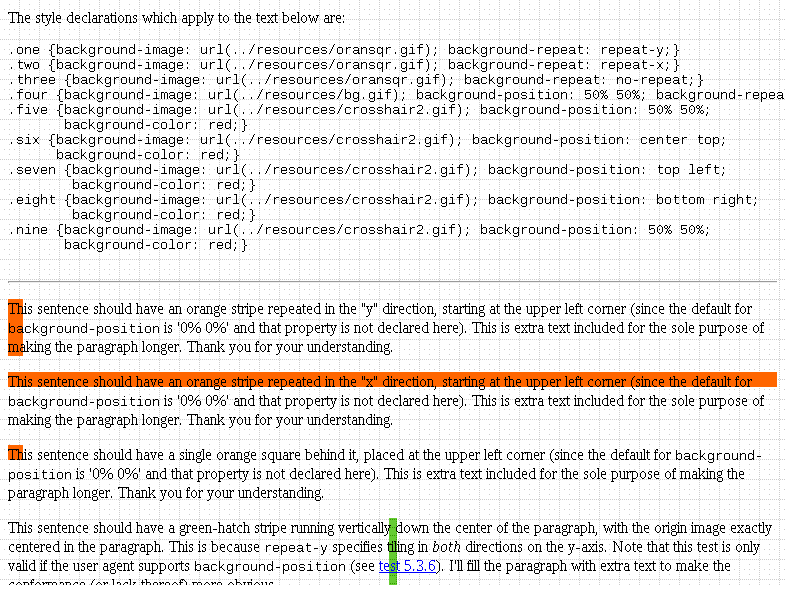 The style declarations which apply to the text below are:
.one {background-image: url(../resources/oransqr.gif); background-repeat: repeat-y;}
.two {background-image: url(../resources/oransqr.gif); background-repeat: repeat-x;}
.three {background-image: url(../resources/oransqr.gif); background-repeat: no-repeat;}
.four {background-image: url(../resources/bg.gif); background-position: 50% 50%; background-repea
.five {background-image: url(../resources/crosshair2.gif); background-position: 50% 50%;
background-color: red;}
.six {background-image: url(../resources/crosshair2.gif); background-position: center top;
background-color: red;}
.seven {background-image: url(../resources/crosshair2.gif); background-position: top left;
background-color: red;}
.eight {background-image: url(../resources/crosshair2.gif); background-position: bottom right;
background-color: red;}
.nine {background-image: url(../resources/crosshair2.gif); background-position: 50% 50%;
background-color: red;}
This sentence should have an orange stripe repeated in the "y" direction, starting at the upper left corner (since the default for
background-position is '0% 0%' and that property is not declared here). This is extra text included for the sole purpose of
making the paragraph longer. Thank you for your understanding.
This sentence should have an orange stripe repeated in the "x" direction, starting at the upper left corner (since the default for
background-position is '0% 0%' and that property is not declared here). This is extra text included for the sole purpose of
making the paragraph longer. Thank you for your understanding.
This sentence should have a single orange square behind it, placed at the upper left corner (since the default for background-
position is '0% 0%' and that property is not declared here). This is extra text included for the sole purpose of making the
paragraph longer. Thank you for your understanding.
This sentence should have a green-hatch stripe running vertically down the center of the paragraph, with the origin image exactly
centered in the paragraph. This is because repeat-y specifies tiling in both directions on the y-axis. Note that this test is only
valid if the user agent supports background-position (see test 5.3.6). I'll fill the paragraph with extra text to make the
conformance (or lack thereof) more obvious.